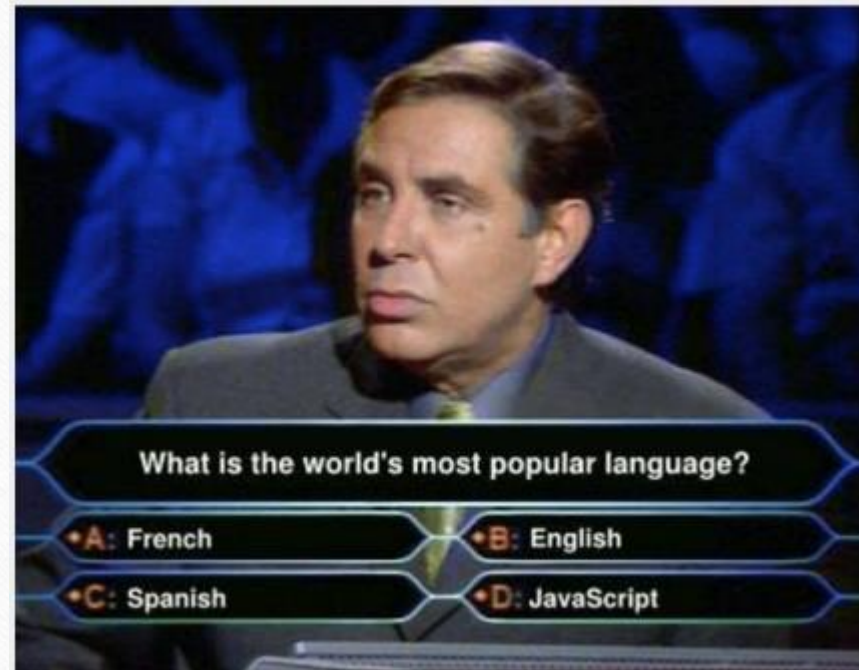 What is the world's most popular language?
A: French
B: English
C: Spanish
D: JavaScript